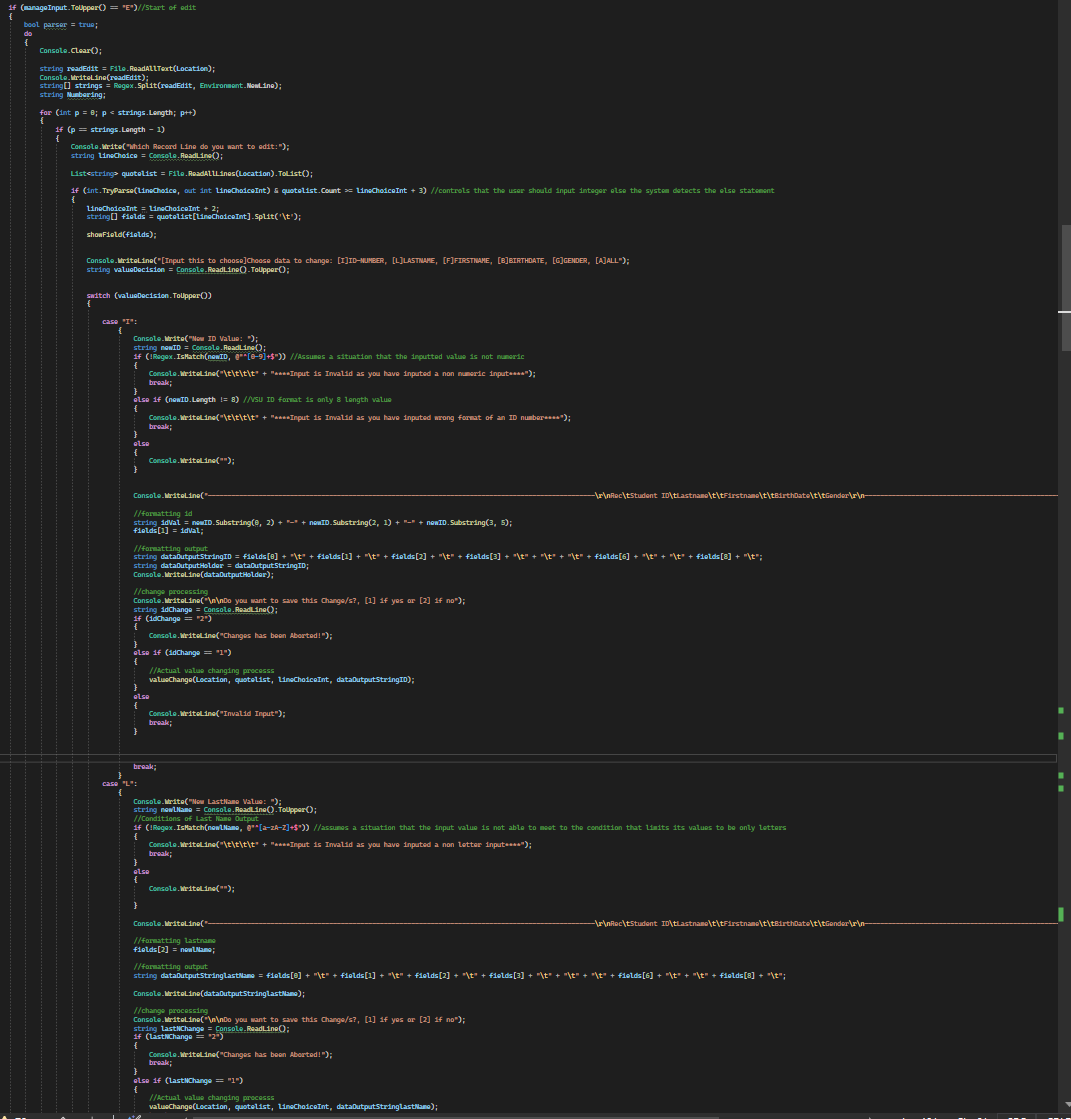 if (manageInput.ToUpper() == "E")//Start of edit
{
bool parser = true;
do
{
Console.Clear();
string readEdit = File.ReadAllText(Location);
Console.WriteLine(readEdit);
string[] strings = Regex.Split(readEdit, Environment.NewLine);
string Numbering;
for (int p = 0; p < strings.Length; p++)
{
if (p == strings.Length - 1)
{
Console.Write("Which Record Line do you want to edit:");
string lineChoice = Console.ReadLine();
List<string> quotelist = File.ReadAllLines(Location).ToList();
if (int.TryParse(lineChoice, out int lineChoiceInt) & quotelist.Count >= lineChoiceInt + 3) //controls that the user should input integer else the system detects the else statement
{
lineChoiceInt = lineChoiceInt + 2;
string[] fields = quotelist[lineChoiceInt].Split('\t');
showField(fields);
Console.WriteLine("[Input this to choose]Choose data to change: [I]ID-NUMBER, [L]LASTNAME, [F]FIRSTNAME, [B]BIRTHDATE, [G]GENDER, [A]ALL");
string valueDecision = Console.ReadLine().ToUpper();
switch (valueDecision.ToUpper())
{
case "I":
{
Console.Write("New ID Value: ");
string newID = Console.ReadLine();
if (!Regex.IsMatch(newID, @"^[0-9]+$")) //Assumes a situation that the inputted value is not numeric
{
Console.WriteLine("\t\t\t\t" + "****Input is Invalid as you have inputed a non numeric input****");
break;
}
else if (newID.Length != 8) //VSU ID format is only 8 length value
{
Console.WriteLine("\t\t\t\t" + "****Input is Invalid as you have inputed wrong format of an ID number****");
break;
}
else
{
Console.WriteLine("");
}
Console.WriteLine("\r\nRec\tStudent ID\tLastname\t\tFirstname\t\tBirthDate\t\tGender\r\n
//formatting id
string idVal = newID.Substring(0, 2) + "-" + newID.Substring(2, 1) + "-" + newID.Substring(3, 5);
fields[1] = idVal;
//formatting output
string dataOutputStringID = fields[0] + "\t" + fields[1] + "\t" + fields[2] + "\t" + fields[3] + "\t" + "\t" + "\t" + fields[6] + "\t" + "\t" + fields[8] + "\t";
string dataOutputHolder = dataOutputStringID;
Console.WriteLine(dataOutputHolder);
//change processing
Console.WriteLine("\n\nDo you want to save this Change/s?, [1] if yes or [2] if no");
string idChange = Console.ReadLine();
if (idChange == "2")
{
Console.WriteLine("Changes has been Aborted!");
}
else if (idChange == "1")
{
//Actual value changing processs
valueChange(Location, quotelist, lineChoiceInt, dataOutputStringID);
}
else
{
Console.WriteLine("Invalid Input");
break;
}
break;
}
case "L":
{
Console.Write("New LastName Value: ");
string newlName = Console.ReadLine().ToUpper();
//Conditions of Last Name Output
if (!Regex.IsMatch(newlName, @"^[a-zA-Z]+$")) //assumes a situation that the input value is not able to meet to the condition that limits its values to be only letters
{
Console.WriteLine("\t\t\t\t" + "****Input is Invalid as you have inputed a non letter input****");
break;
}
else
{
Console.WriteLine("");
}
Console.WriteLine("\r\nRec\tStudent ID\tLastname\t\tFirstname\t\tBirthDate\t\tGender\r\n
//formatting lastname
fields[2] = newlName;
//formatting output
string dataOutputStringlastName = fields[0] + "\t" + fields[1] + "\t" + fields[2] + "\t" + fields[3] + "\t" + "\t" + "\t" + fields[6] + "\t" + "\t" + fields[8] + "\t";
Console.WriteLine(dataOutputStringlastName);
//change processing
Console.WriteLine("\n\nDo you want to save this Change/s?, [1] if yes or [2] if no");
string lastNChange = Console.ReadLine();
if (lastNChange == "2")
{
Console.WriteLine("Changes has been Aborted!");
break;
}
else if (lastNChange == "1")
{
//Actual value changing processs
valueChange(Location, quotelist, lineChoiceInt, dataOutputStringlastName);